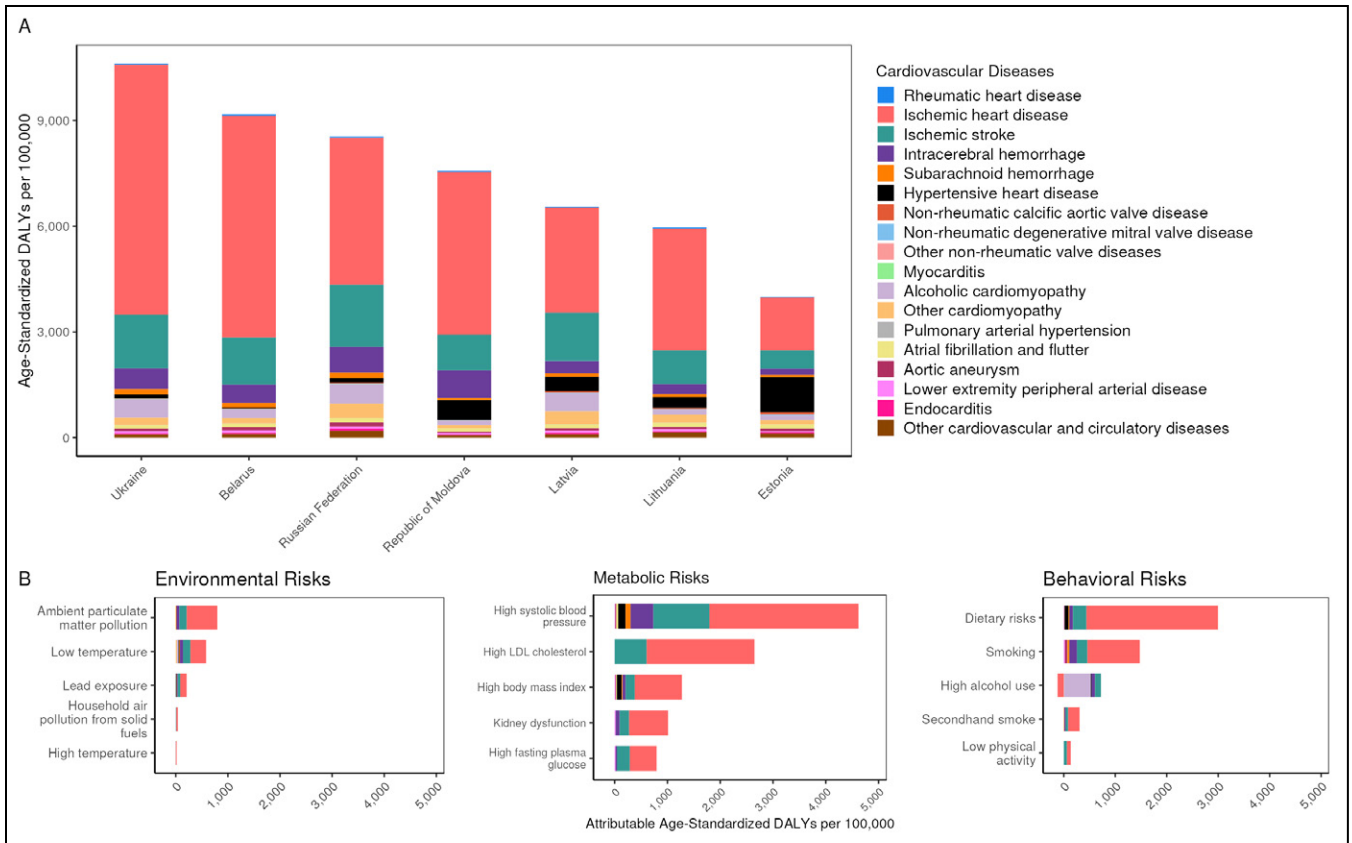 A
Age-Standardized DALYs per 100,000
9,000
6,000
3,000
0
Ukraine
Belarus
Russian Federation
Republic of Moldova
Latvia
Lithuania
Estonia
Cardiovascular Diseases
Rheumatic heart disease
Ischemic heart disease
Ischemic stroke
Intracerebral hemorrhage
Subarachnoid hemorrhage
Hypertensive heart disease
Non-rheumatic calcific aortic valve disease
Non-rheumatic degenerative mitral valve disease
Other non-rheumatic valve diseases
Myocarditis
Alcoholic cardiomyopathy
Other cardiomyopathy
Pulmonary arterial hypertension
Atrial fibrillation and flutter
Aortic aneurysm
Lower extremity peripheral arterial disease
Endocarditis
Other cardiovascular and circulatory diseases
B
Environmental Risks
Ambient particulate
matter pollution
Low temperature
Lead exposure
Household air
pollution from solid
fuels
High temperature
0
1,000
2,000
3,000
4,000
5,000
Metabolic Risks
High systolic blood
pressure
High LDL cholesterol
High body mass index
Kidney dysfunction
High fasting plasma
glucose
0
1,000
2,000
3,000
4,000
5,000
Attributable Age-Standardized DALYs per 100,000
Behavioral Risks
Dietary risks
Smoking
High alcohol use
Secondhand smoke
Low physical
activity
0
1,000
2,000
3,000
4,000
5,000